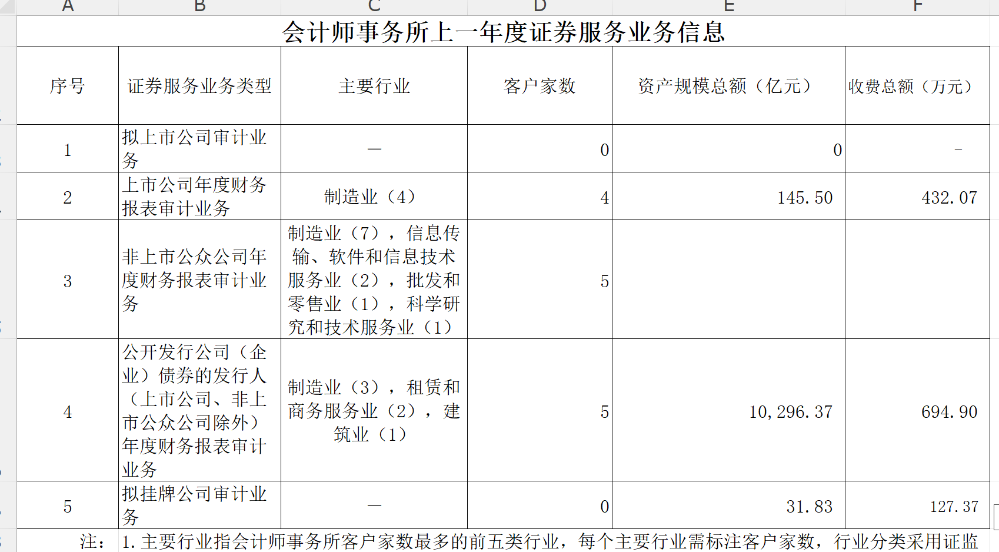 A B C D E F
会计师事务所上一年度证券服务业务信息
序号 证券服务业务类型 主要行业 客户家数 资产规模总额（亿元） 收费总额（万元）
1 拟上市公司审计业
务 — 0 0 -
2 上市公司年度财务
报表审计业务 制造业（4） 4 145.50 432.07
3 非上市公众公司年
度财务报表审计业
务 制造业（7），信息传
输、软件和信息技术
服务业（2），批发和
零售业（1），科学研
究和技术服务业（1） 5
4 公开发行公司（企
业）债券的发行人
（上市公司、非上
市公众公司除外）
年度财务报表审计
业务 制造业（3），租赁和
商务服务业（2），建
筑业（1） 5 10,296.37 694.90
5 拟挂牌公司审计业
务 — 0 31.83 127.37
注： 1.主要行业指会计师事务所客户家数最多的前五类行业，每个主要行业需标注客户家数，行业分类采用证监